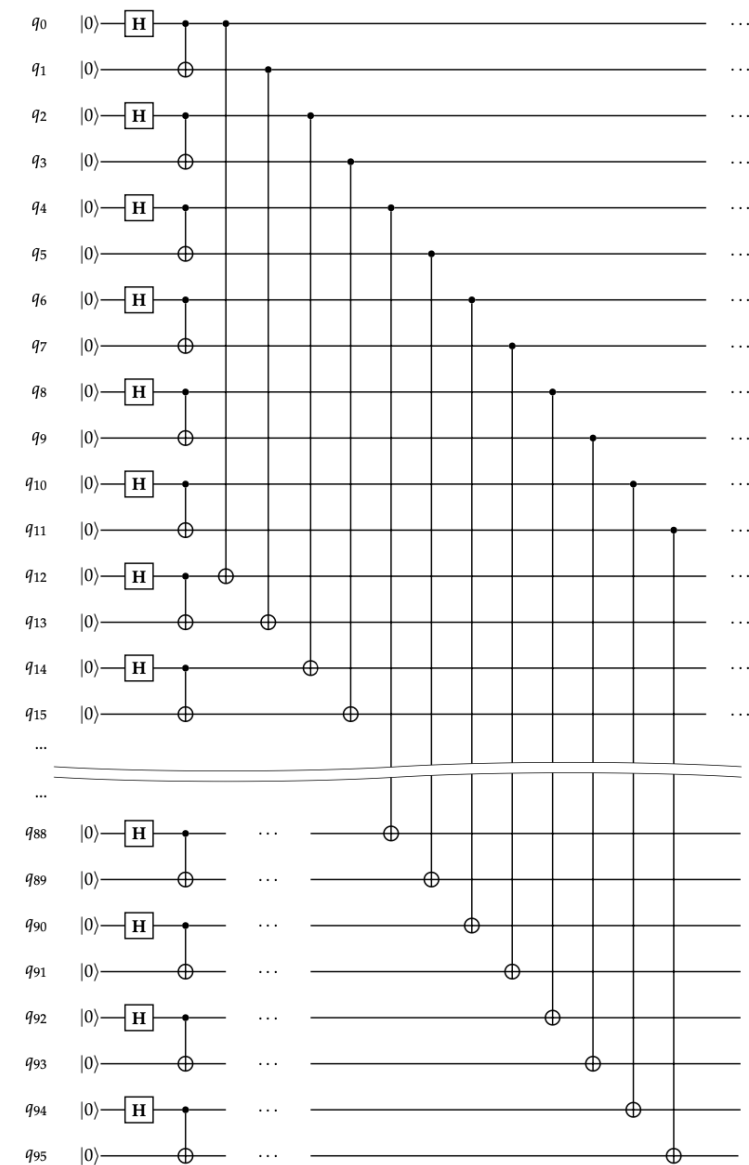 q0 |0⟩ H ...
q1 |0⟩ ...
q2 |0⟩ H ...
q3 |0⟩ ...
q4 |0⟩ H ...
q5 |0⟩ ...
q6 |0⟩ H ...
q7 |0⟩ ...
q8 |0⟩ H ...
q9 |0⟩ ...
q10 |0⟩ H ...
q11 |0⟩ ...
q12 |0⟩ H ...
q13 |0⟩ ...
q14 |0⟩ H ...
q15 |0⟩ ...
...
...
q88 |0⟩ H ...
q89 |0⟩ ...
q90 |0⟩ H ...
q91 |0⟩ ...
q92 |0⟩ H ...
q93 |0⟩ ...
q94 |0⟩ H ...
q95 |0⟩ ...